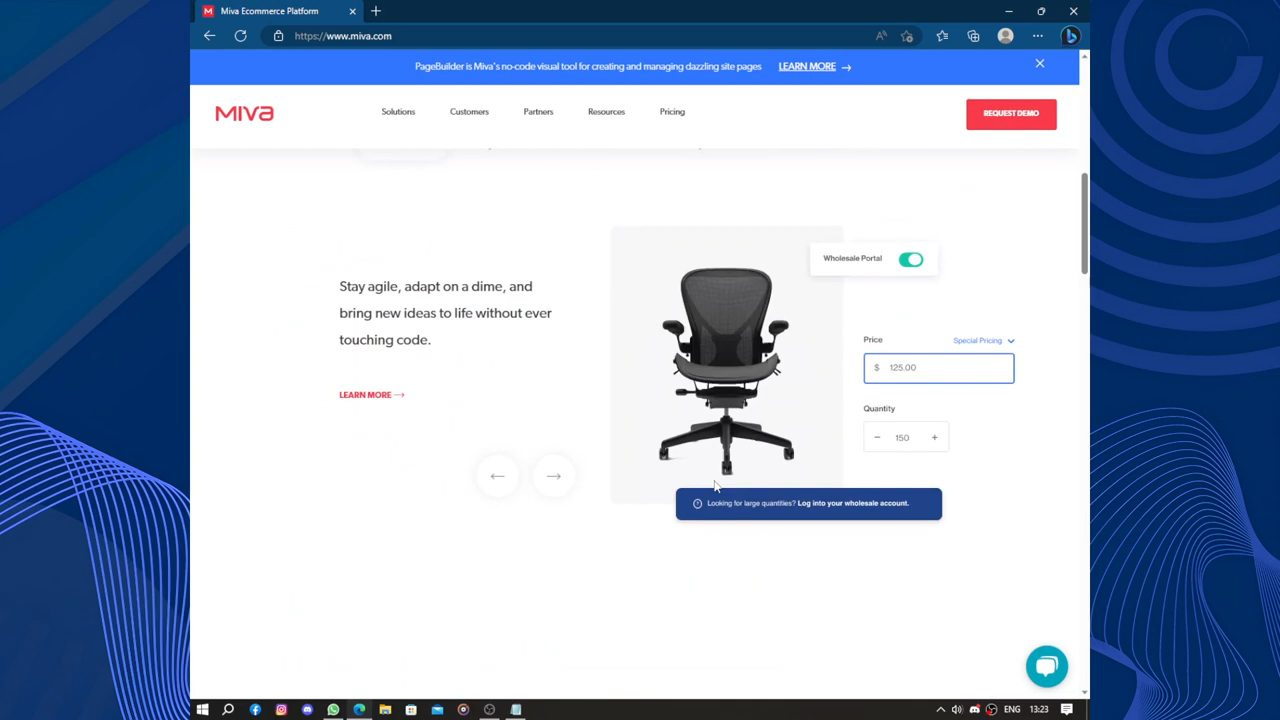 Miva Ecommerce Platform
https://www.miva.com
PageBuilder is Miva's no-code visual tool for creating and managing dazzling site pages LEARN MORE →
MIVA
Solutions Customers Partners Resources Pricing
REQUEST DEMO
Wholesale Portal
Stay agile, adapt on a dime, and
bring new ideas to life without ever
touching code.
LEARN MORE →
Price Special Pricing
$ 125.00
Quantity
− 150 +
Looking for large quantities? Log into your wholesale account.
ENG 13:23